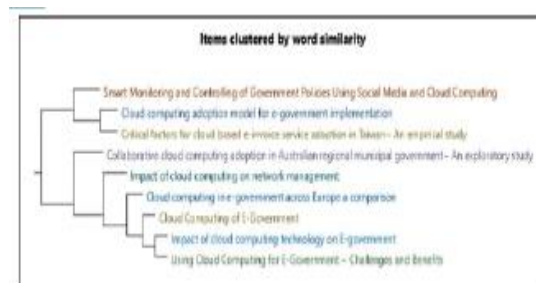 Items clustered by word similarity
Smart Monitoring and Controlling of Government Policies Using Social Media and Cloud Computing
Cloud computing adoption model for e-government implementation
Critical factors for cloud based e-invoice service adoption in Taiwan – An empirical study
Collaborative cloud computing adoption in Australian regional municipal government – An exploratory study
Impact of cloud computing on network management
Cloud computing in e-government across Europe a comparison
Cloud Computing of E-Government
Impact of cloud computing technology on E-government
Using Cloud Computing for E-Government – Challenges and Benefits